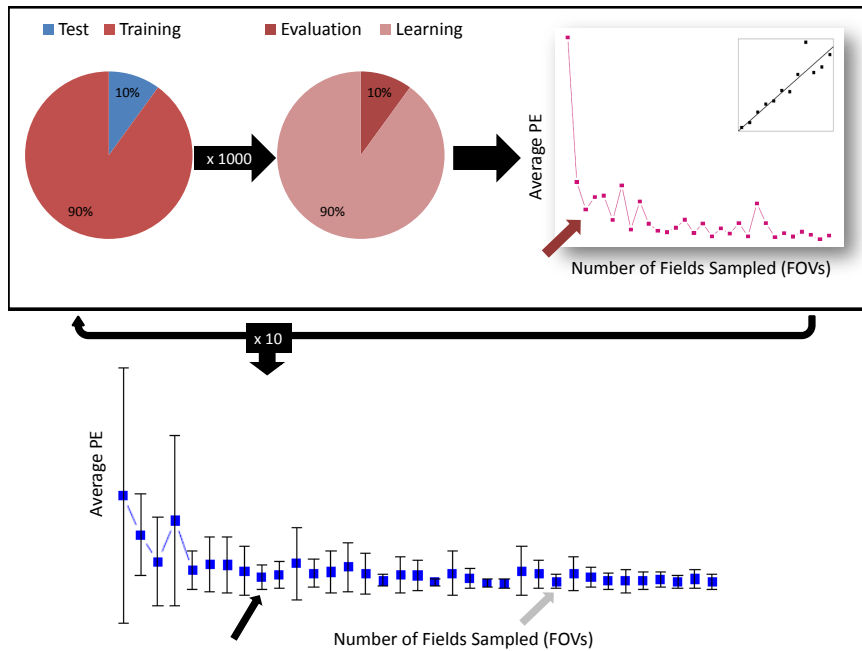 Test Training
Evaluation Learning
10%
90%
x 1000
10%
90%
Average PE
Number of Fields Sampled (FOVs)
x 10
Average PE
Number of Fields Sampled (FOVs)